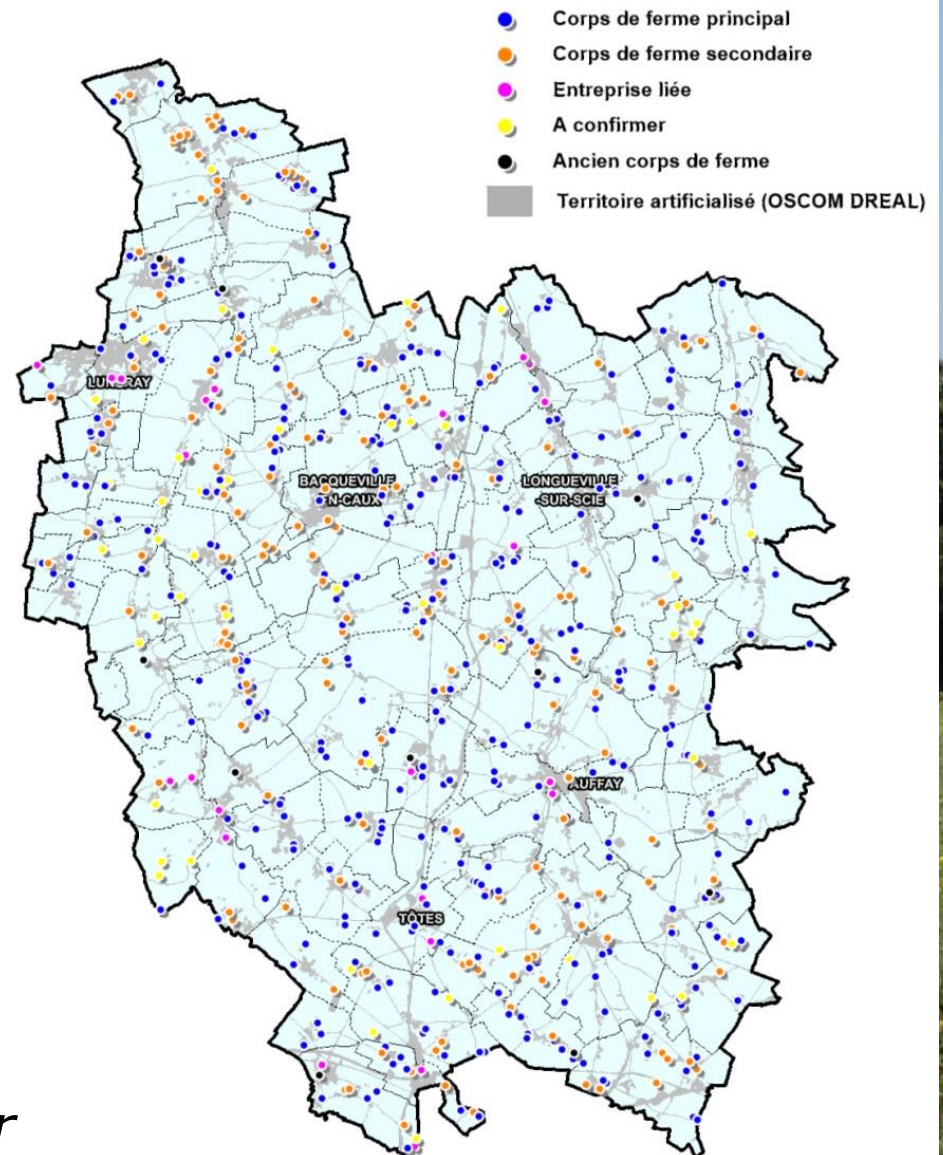 Corps de ferme principal
Corps de ferme secondaire
Entreprise liée
A confirmer
Ancien corps de ferme
Territoire artificialisé (OSCOM DREAL)
LUNERAY
BACQUEVILLE
-EN-CAUX
LONGUEVILLE
-SUR-SCIE
AUFFAY
TÔTES
r